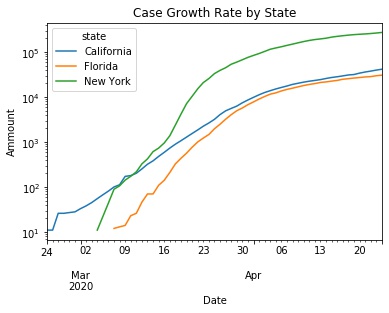 Case Growth Rate by State
state
California
Florida
New York
Ammount
10^5
10^4
10^3
10^2
10^1
24 02 09 16 23 30 06 13 20
Mar Apr
2020
Date